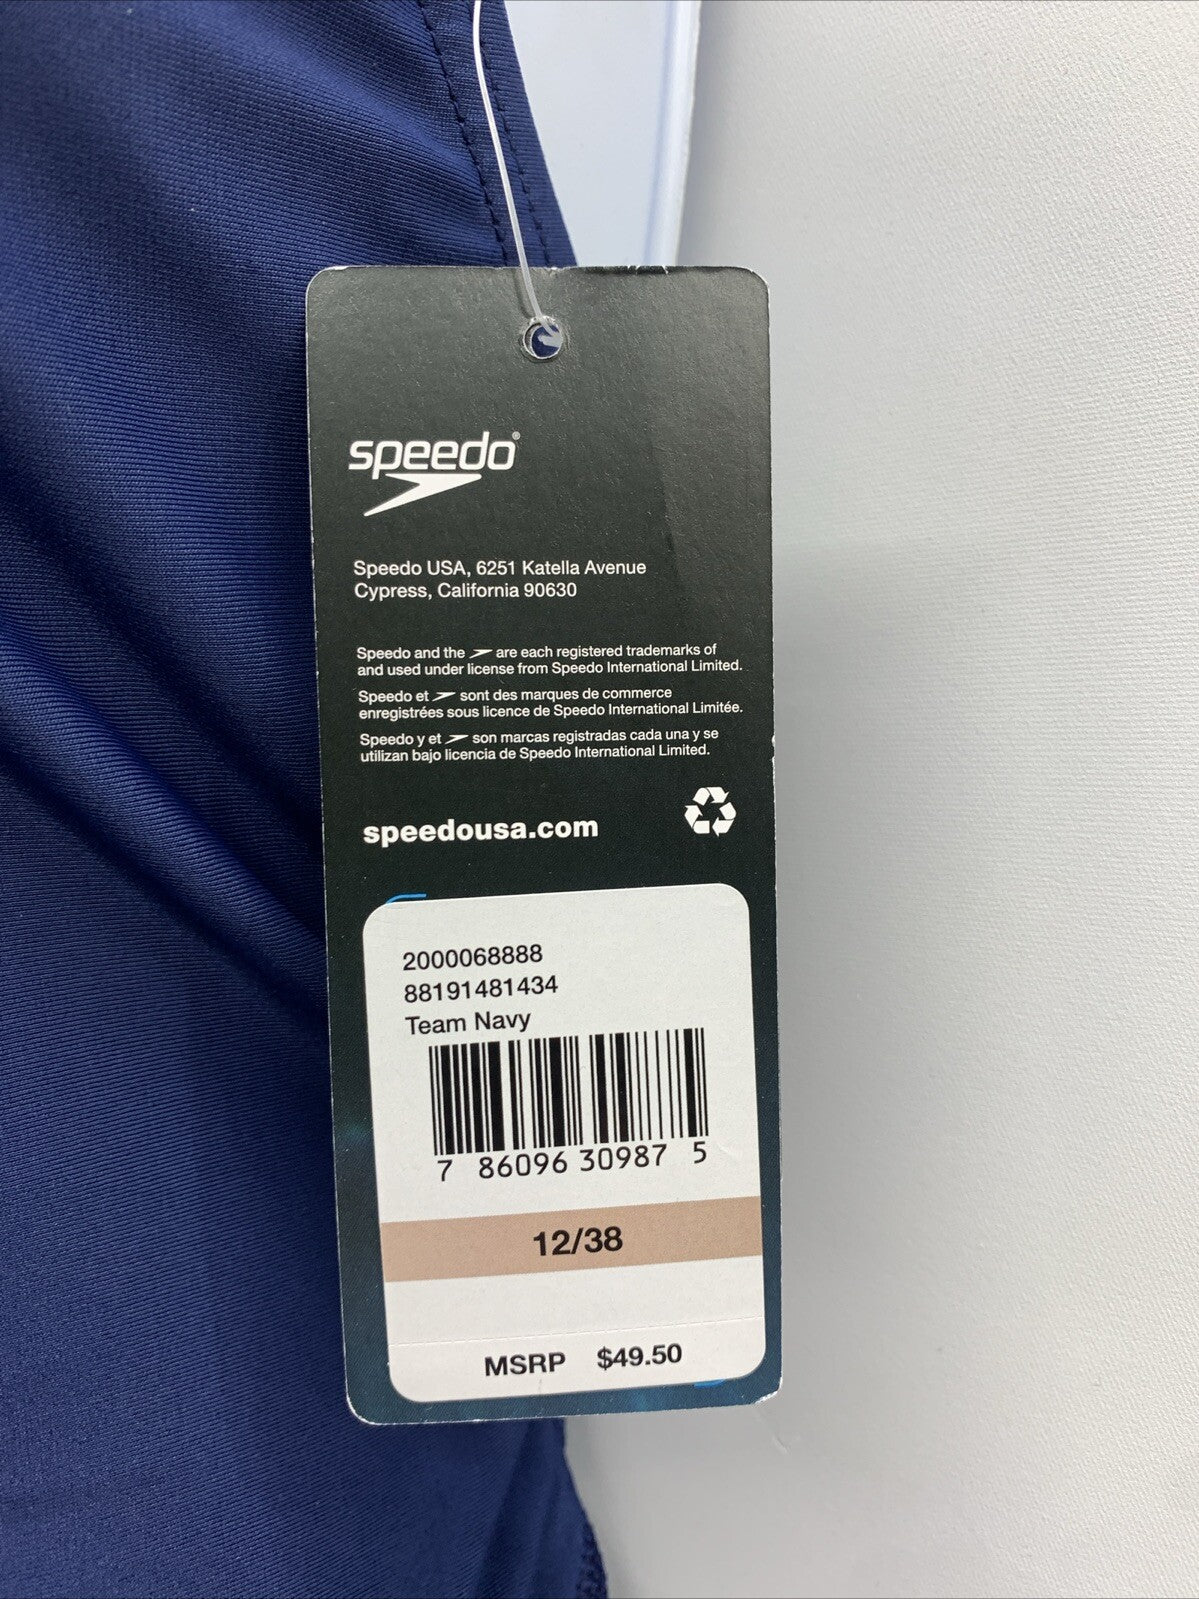 speedo®
Speedo USA, 6251 Katella Avenue
Cypress, California 90630
Speedo and the are each registered trademarks of
and used under license from Speedo International Limited.
Speedo et sont des marques de commerce
enregistrées sous licence de Speedo International Limitée.
Speedo y et son marcas registradas cada una y se
utilizan bajo licencia de Speedo International Limited.
speedousa.com
2000068888
88191481434
Team Navy
7 86096 30987 5
12/38
MSRP $49.50